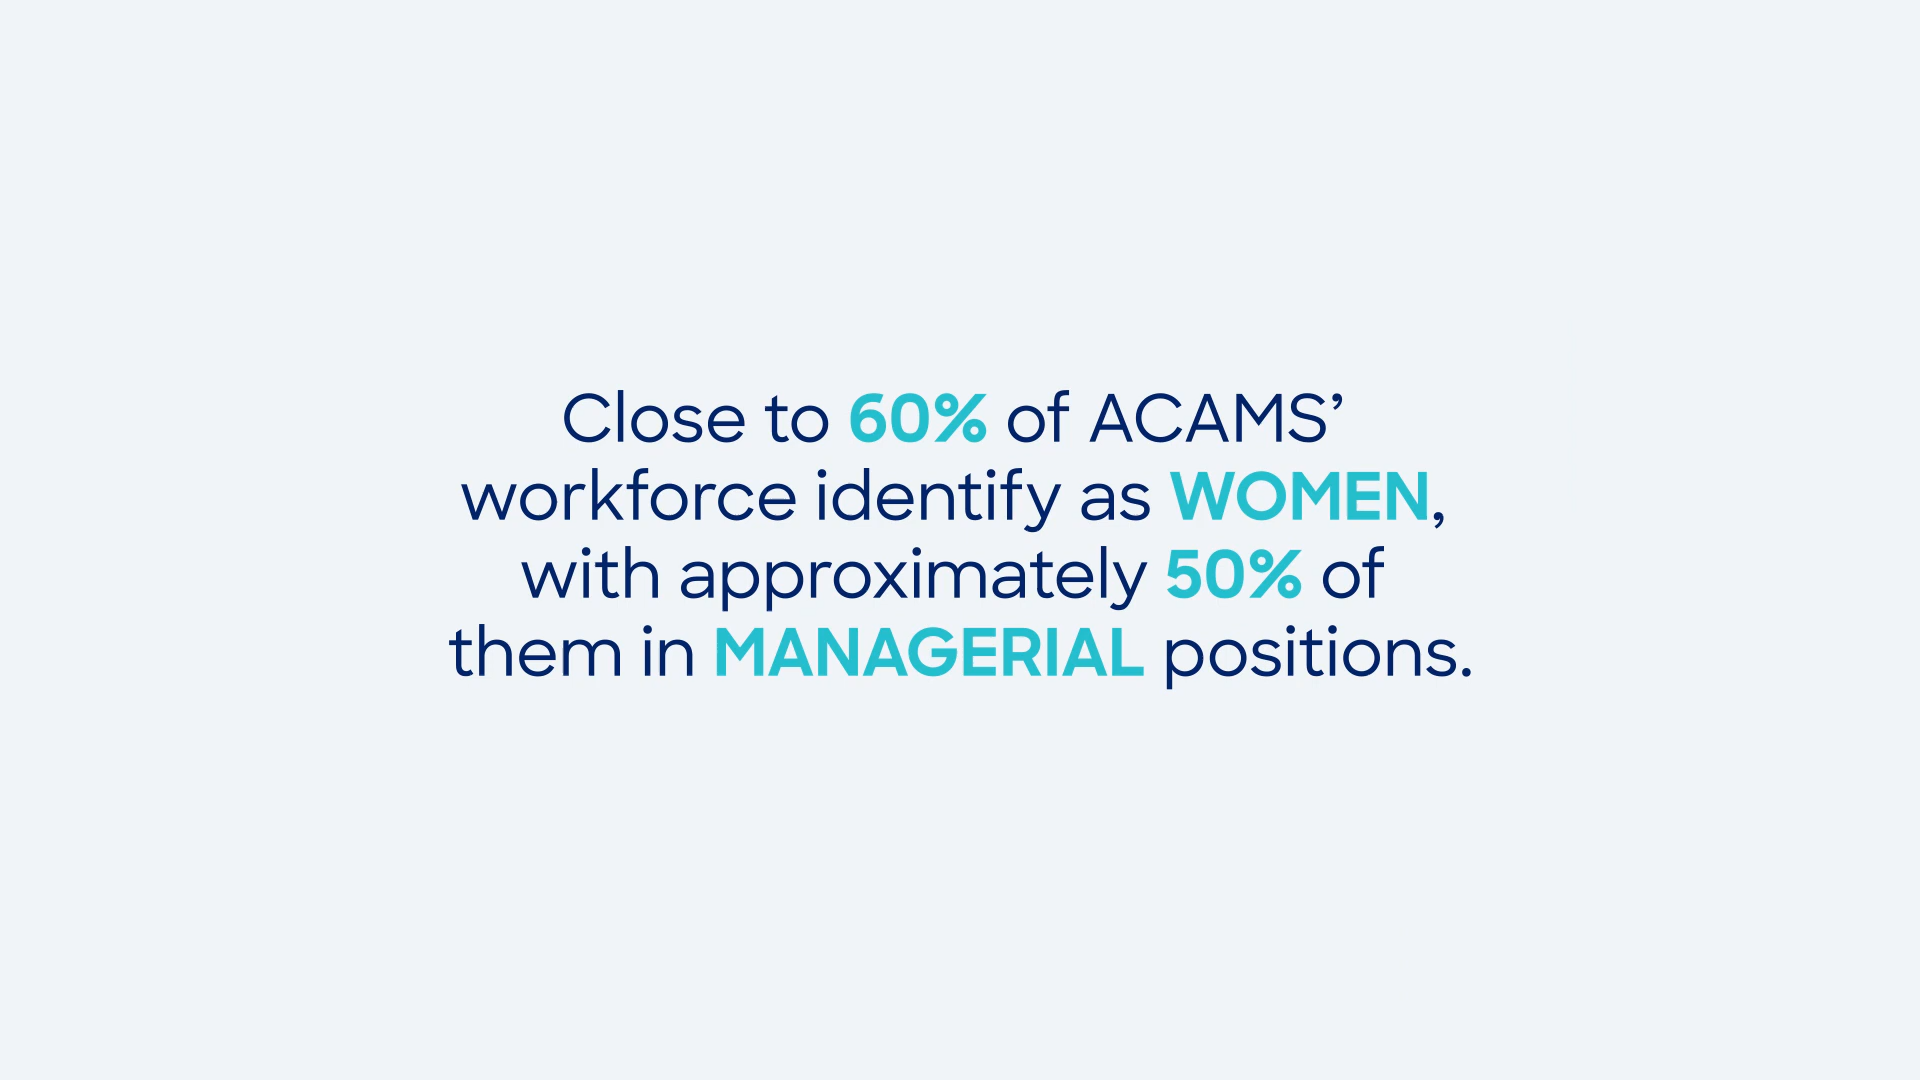 Close to 60% of ACAMS’
workforce identify as WOMEN,
with approximately 50% of
them in MANAGERIAL positions.